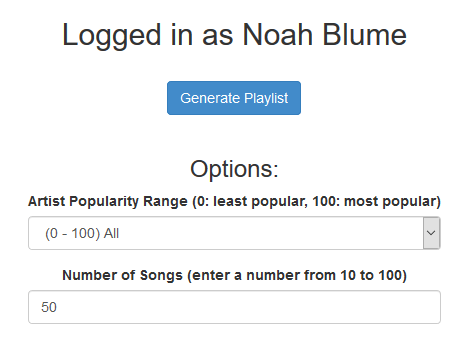 Logged in as Noah Blume
Generate Playlist
Options:
Artist Popularity Range (0: least popular, 100: most popular)
(0 - 100) All
Number of Songs (enter a number from 10 to 100)
50